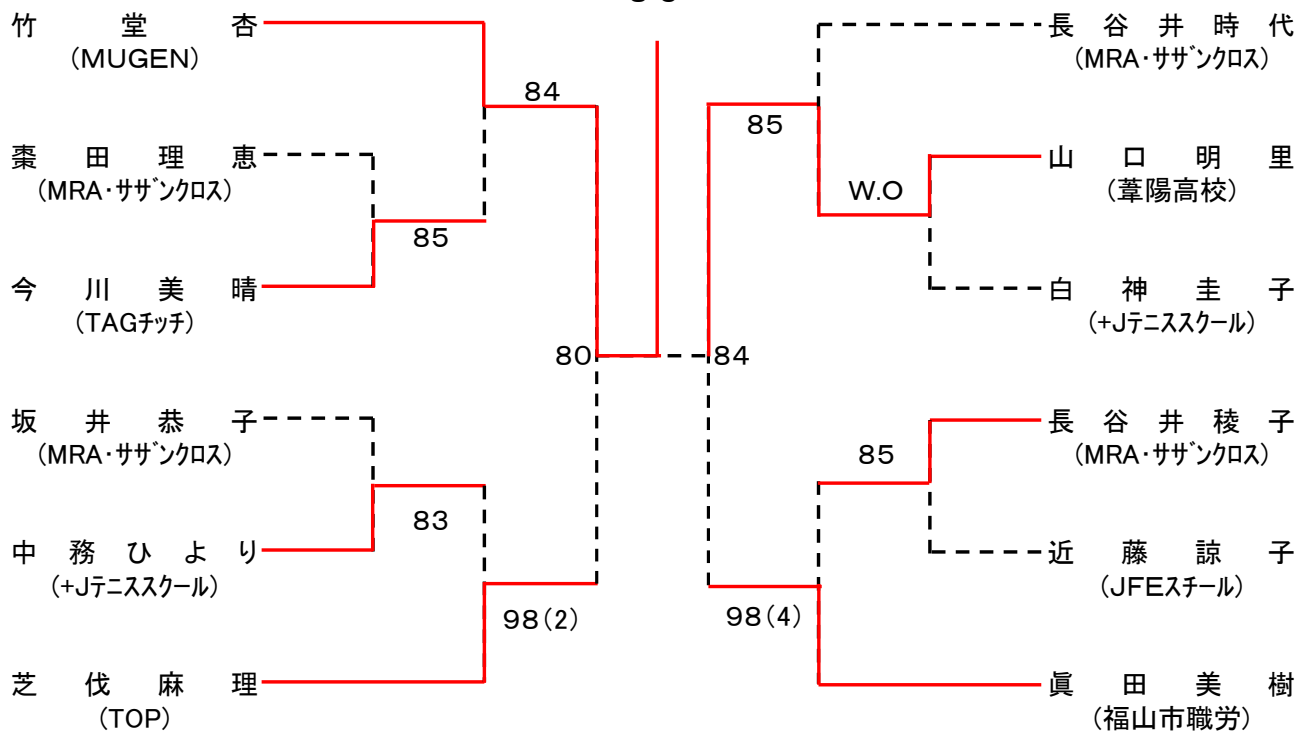 竹堂杏
(MUGEN)
棗田理恵
(MRA・サザンクロス)
今川美晴
(TAGチッチ)
坂井恭子
(MRA・サザンクロス)
中務ひより
(+Jテニススクール)
芝伐麻理
(TOP)
84
85
80
83
98(2)
85
W.O
84
85
98(4)
長谷井時代
(MRA・サザンクロス)
山口明里
(葦陽高校)
白神圭子
(+Jテニススクール)
長谷井稜子
(MRA・サザンクロス)
近藤諒子
(JFEスチール)
眞田美樹
(福山市職労)